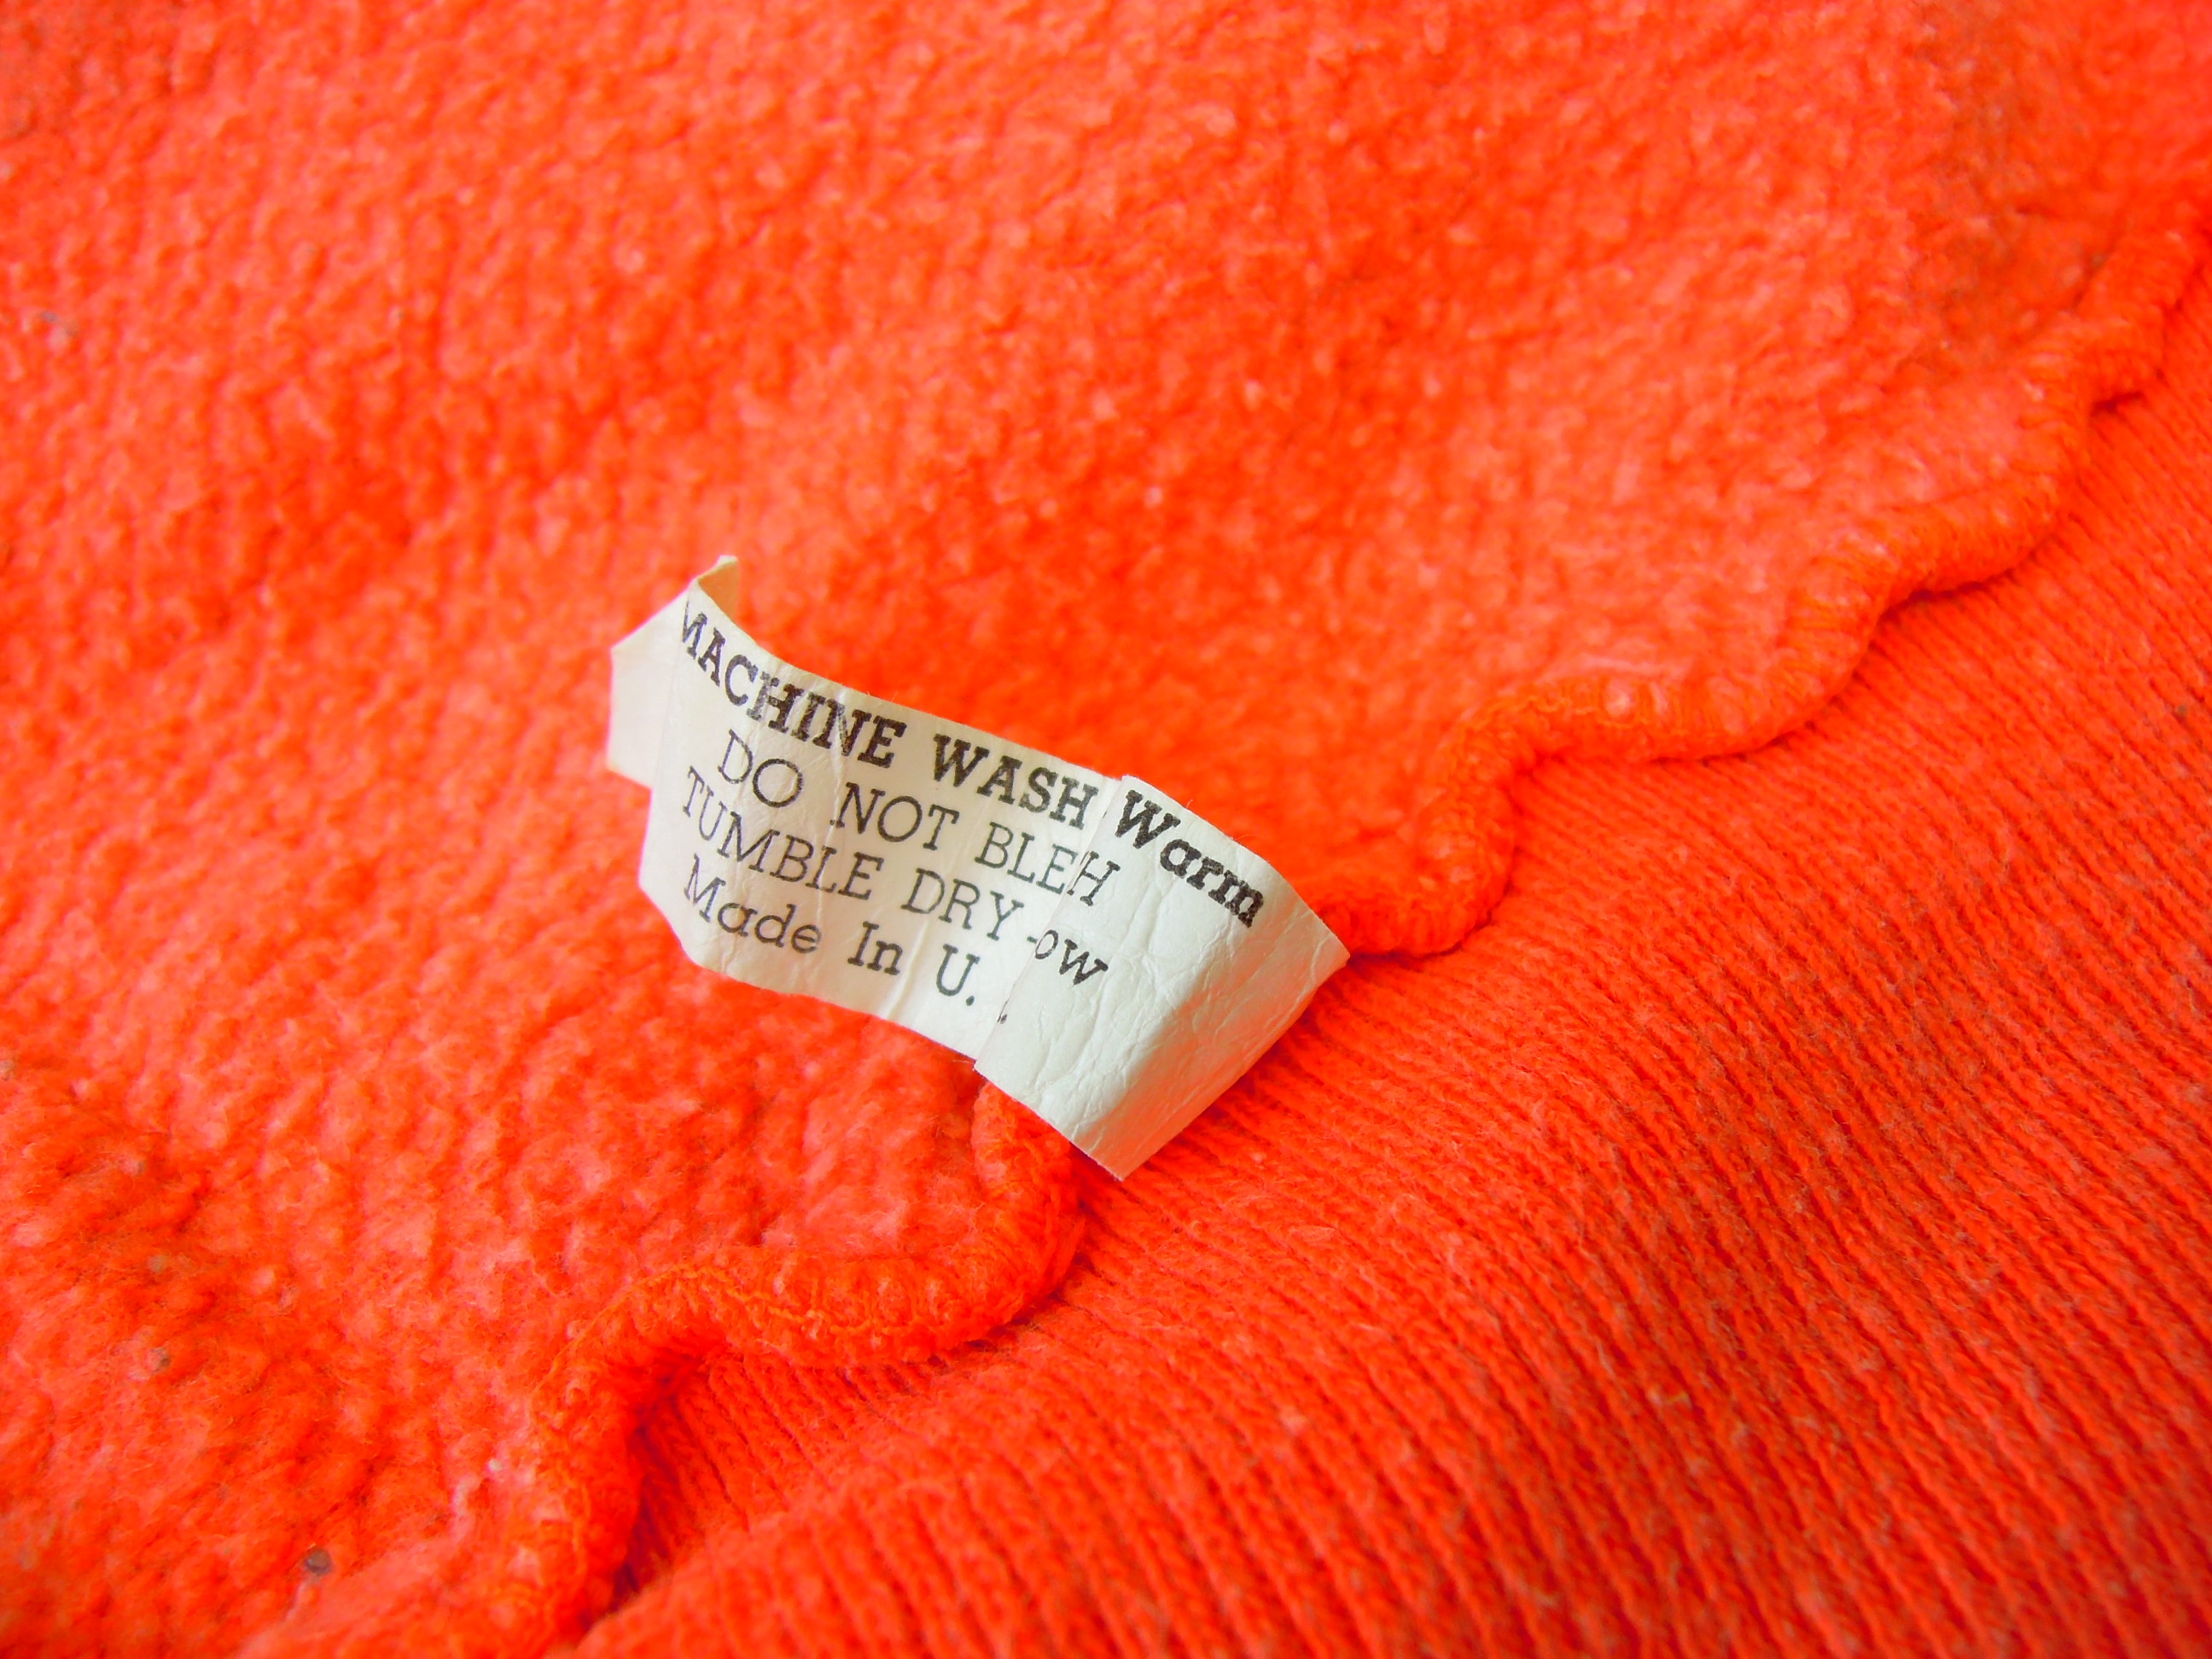 MACHINE WASH Warm
DO NOT BLEH
TUMBLE DRY -ow
Made In U. .